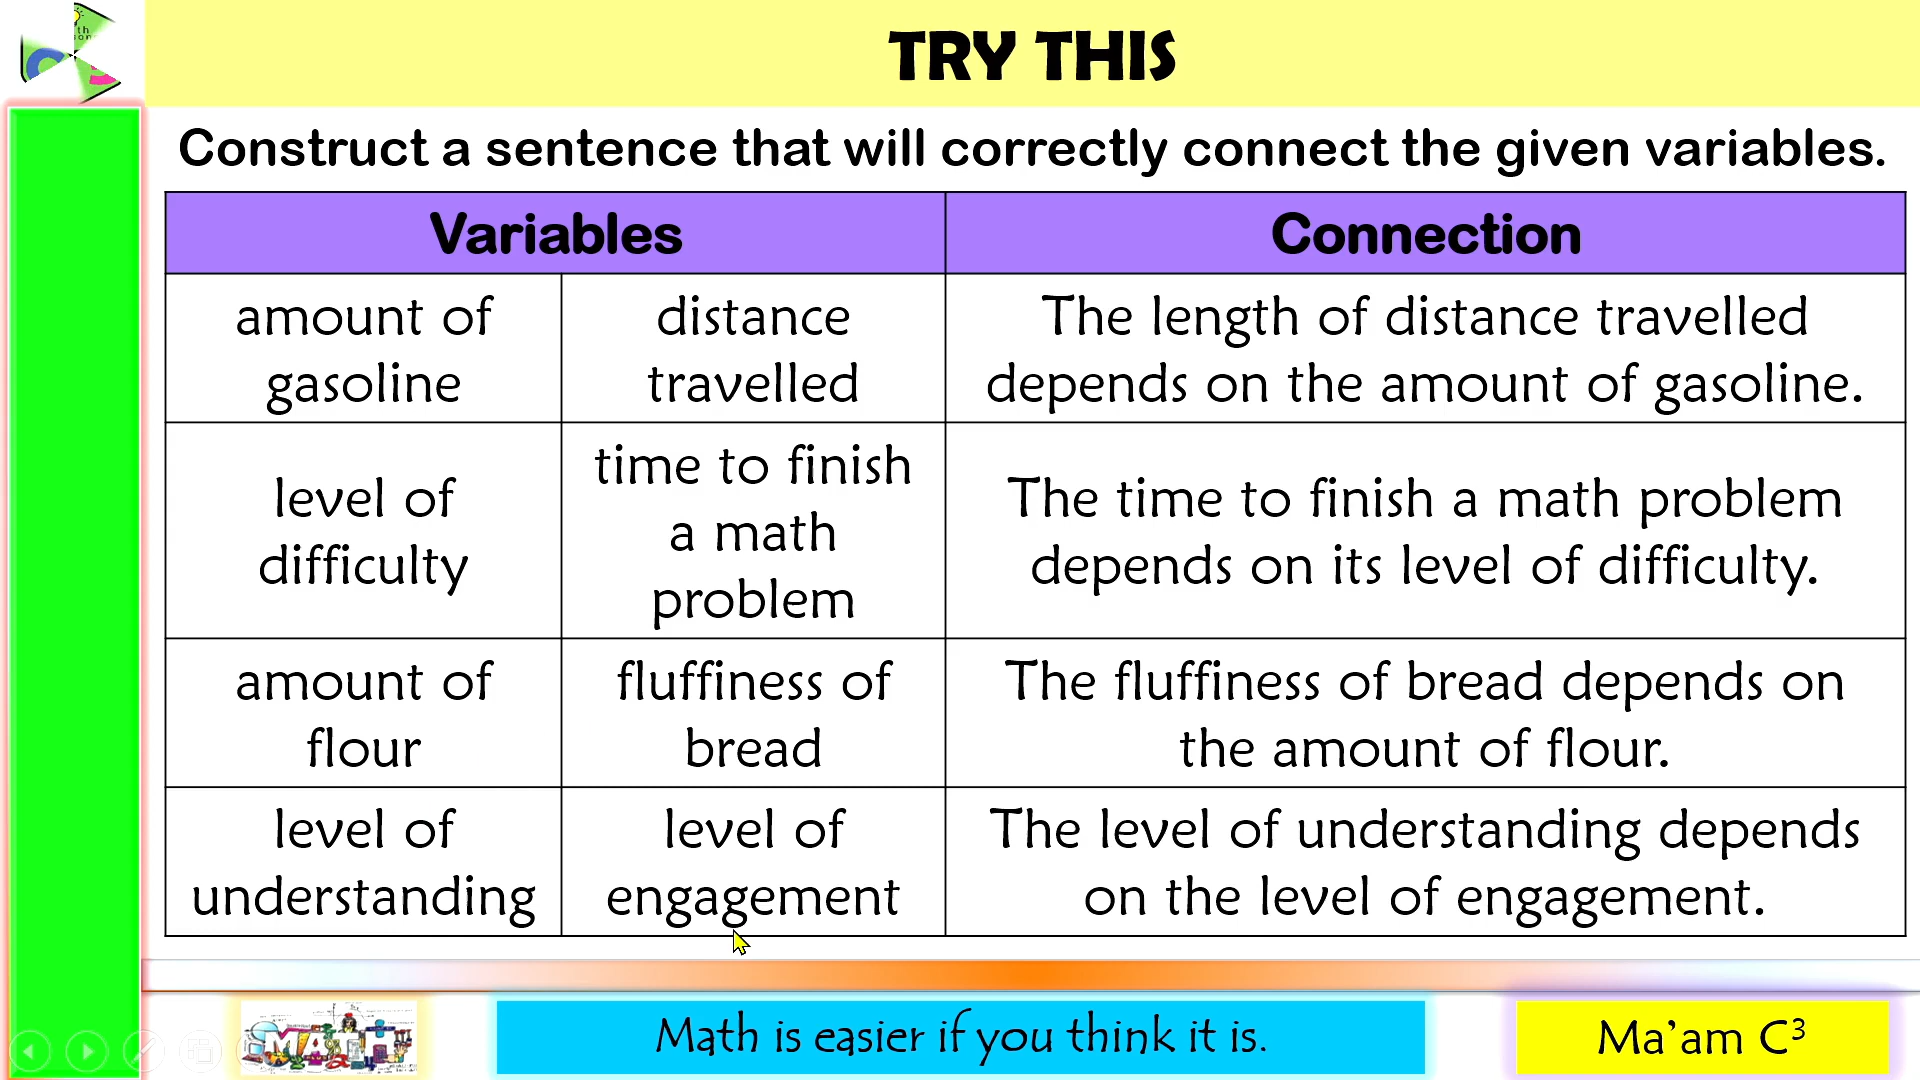 TRY THIS
Construct a sentence that will correctly connect the given variables.
Variables
Connection
amount of
gasoline
distance
travelled
The length of distance travelled
depends on the amount of gasoline.
level of
difficulty
time to finish
a math
problem
The time to finish a math problem
depends on its level of difficulty.
amount of
flour
fluffiness of
bread
The fluffiness of bread depends on
the amount of flour.
level of
understanding
level of
engagement
The level of understanding depends
on the level of engagement.
MATH
Math is easier if you think it is.
Ma'am C³